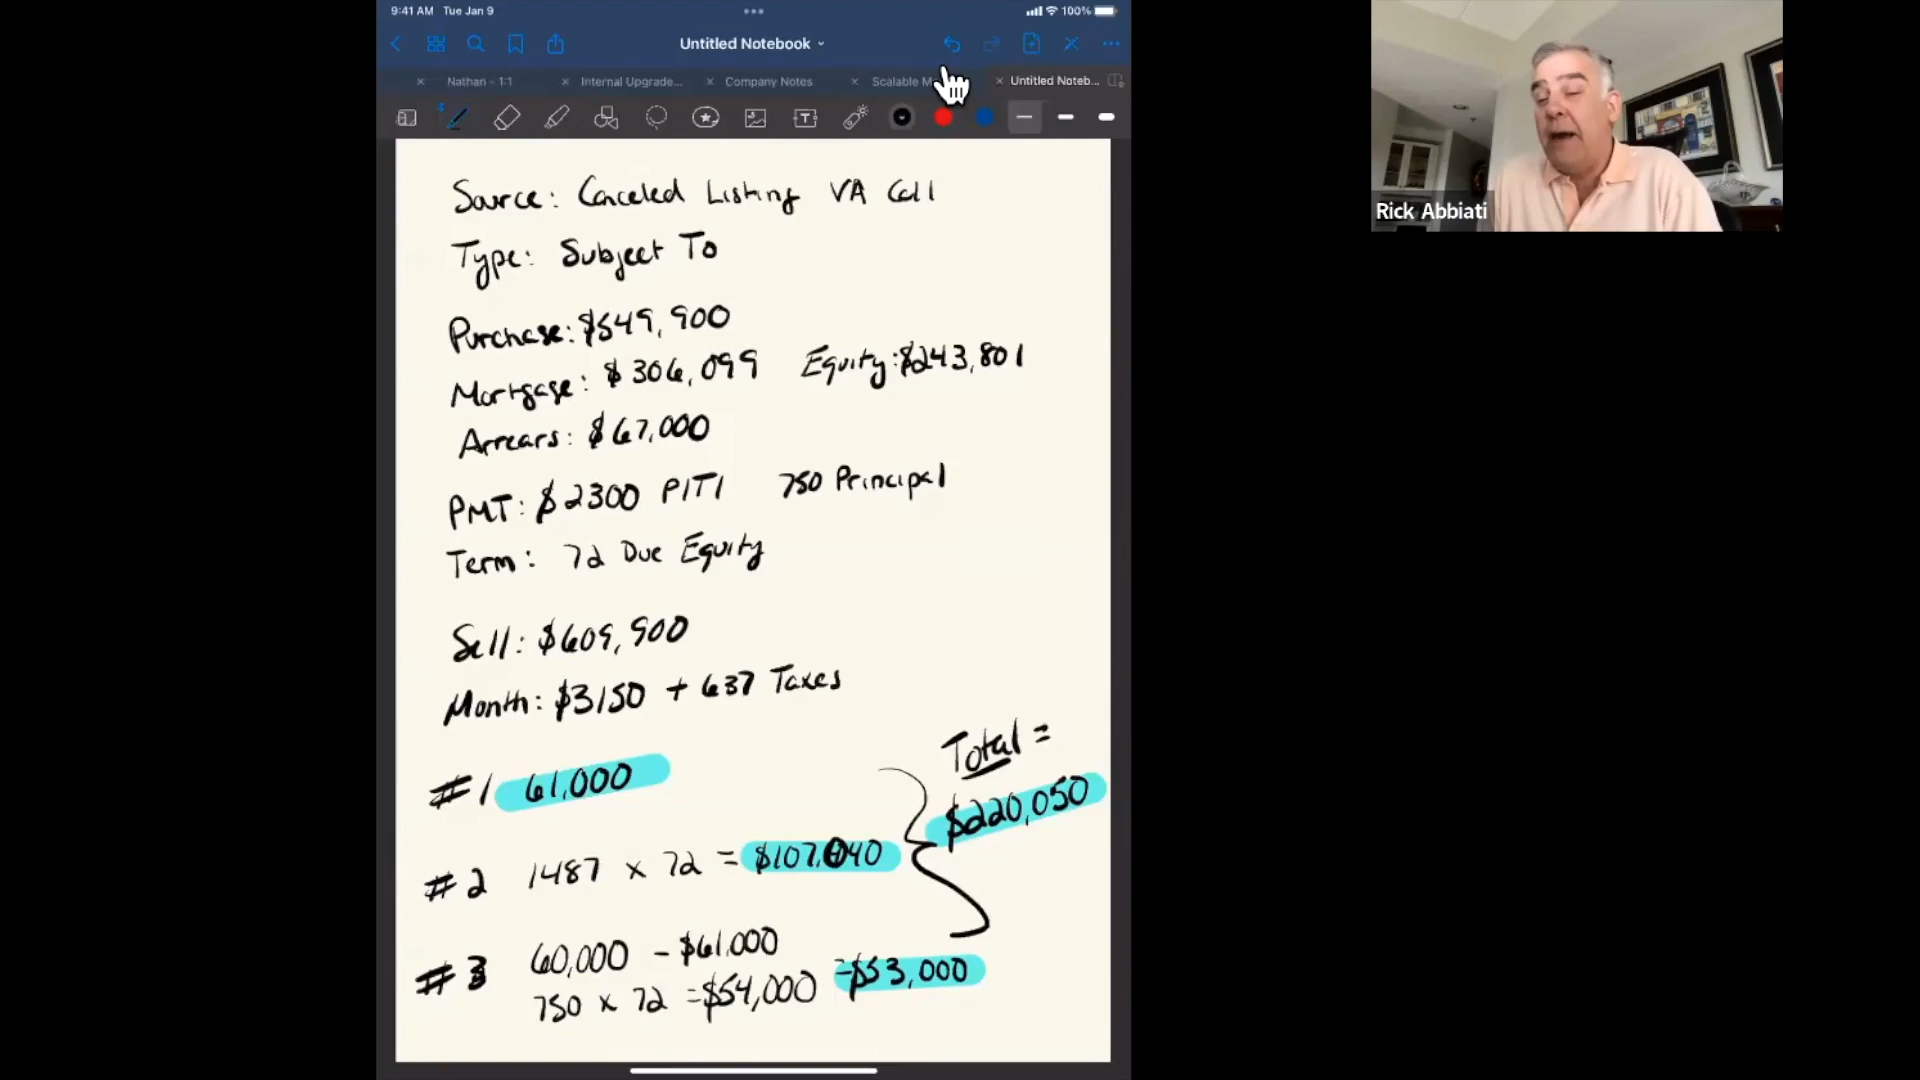 9:41 AM Tue Jan 9
100%
Untitled Notebook
Nathan - 1:1
Internal Upgrade...
Company Notes
Scalable M
Untitled Noteb...
Source: Canceled Listing VA Call
Type: Subject To
Purchase: $549,900
Mortgage: $306,099 Equity: $243,801
Arrears: $67,000
PMT: $2300 PITI 750 Principal
Term: 72 Due Equity
Sell: $609,900
Month: $3150 + 637 Taxes
Total =
#1 61,000
$220,050
#2 1487 x 72 = $107,040
#3 60,000 - $61,000
750 x 72 = $54,000 = $53,000
Rick Abbiati